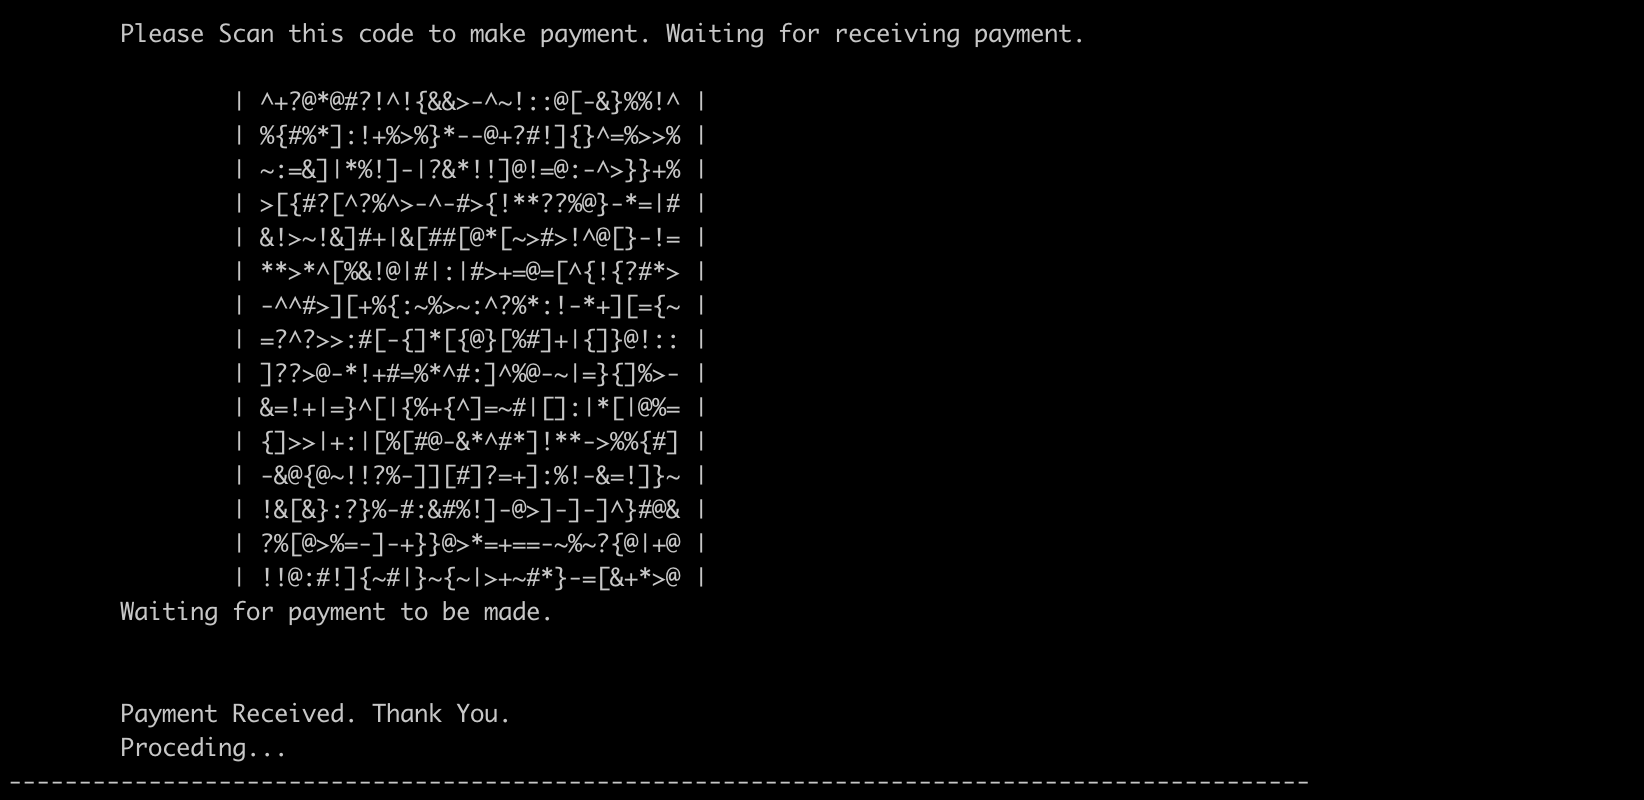 Please Scan this code to make payment. Waiting for receiving payment.
| ^+?@*@#?!^!{&&>-^~!::@[-&}%%!^ |
| %{#%*]:!+%>%}*--@+?#!]{}^=%>>% |
| ~:=&]|*%!]-|?&*!!]@!=@:-^>}}+% |
| >[{#?[^?%^>-^-#>{!**??%@}-*=|# |
| &!>~!&]#+|&[##[@*[~>#>!^@[}-!= |
| **>*^[%&!@|#|:|#>+=@=[^{!{?#*> |
| -^^#>][+%{:~%>~:^?%*:!-*+][={~ |
| =?^?>>:#[-{]*[{@}[%#]+|{]}@!:: |
| ]??>@-*!+#=%*^#:]^%@-~|=}{]%>- |
| &=!+|=}^[|{%+{^]=~#|[]:|*[|@%= |
| {]>>|+:|[%[#@-&*^#*]!**->%%{#] |
| -&@{@~!!?%-]][#]?=+]:%!-&=!]}~ |
| !&[&}:?}%-#:&#%!]-@>]-]-]^}#@& |
| ?%[@>%=-]-+}}@>*=+==-~%~?{@|+@ |
| !!@:#!]{~#|}~{~|>+~#*}-=[&+*>@ |
Waiting for payment to be made.
Payment Received. Thank You.
Proceding...
---------------------------------------------------------------------------------------------